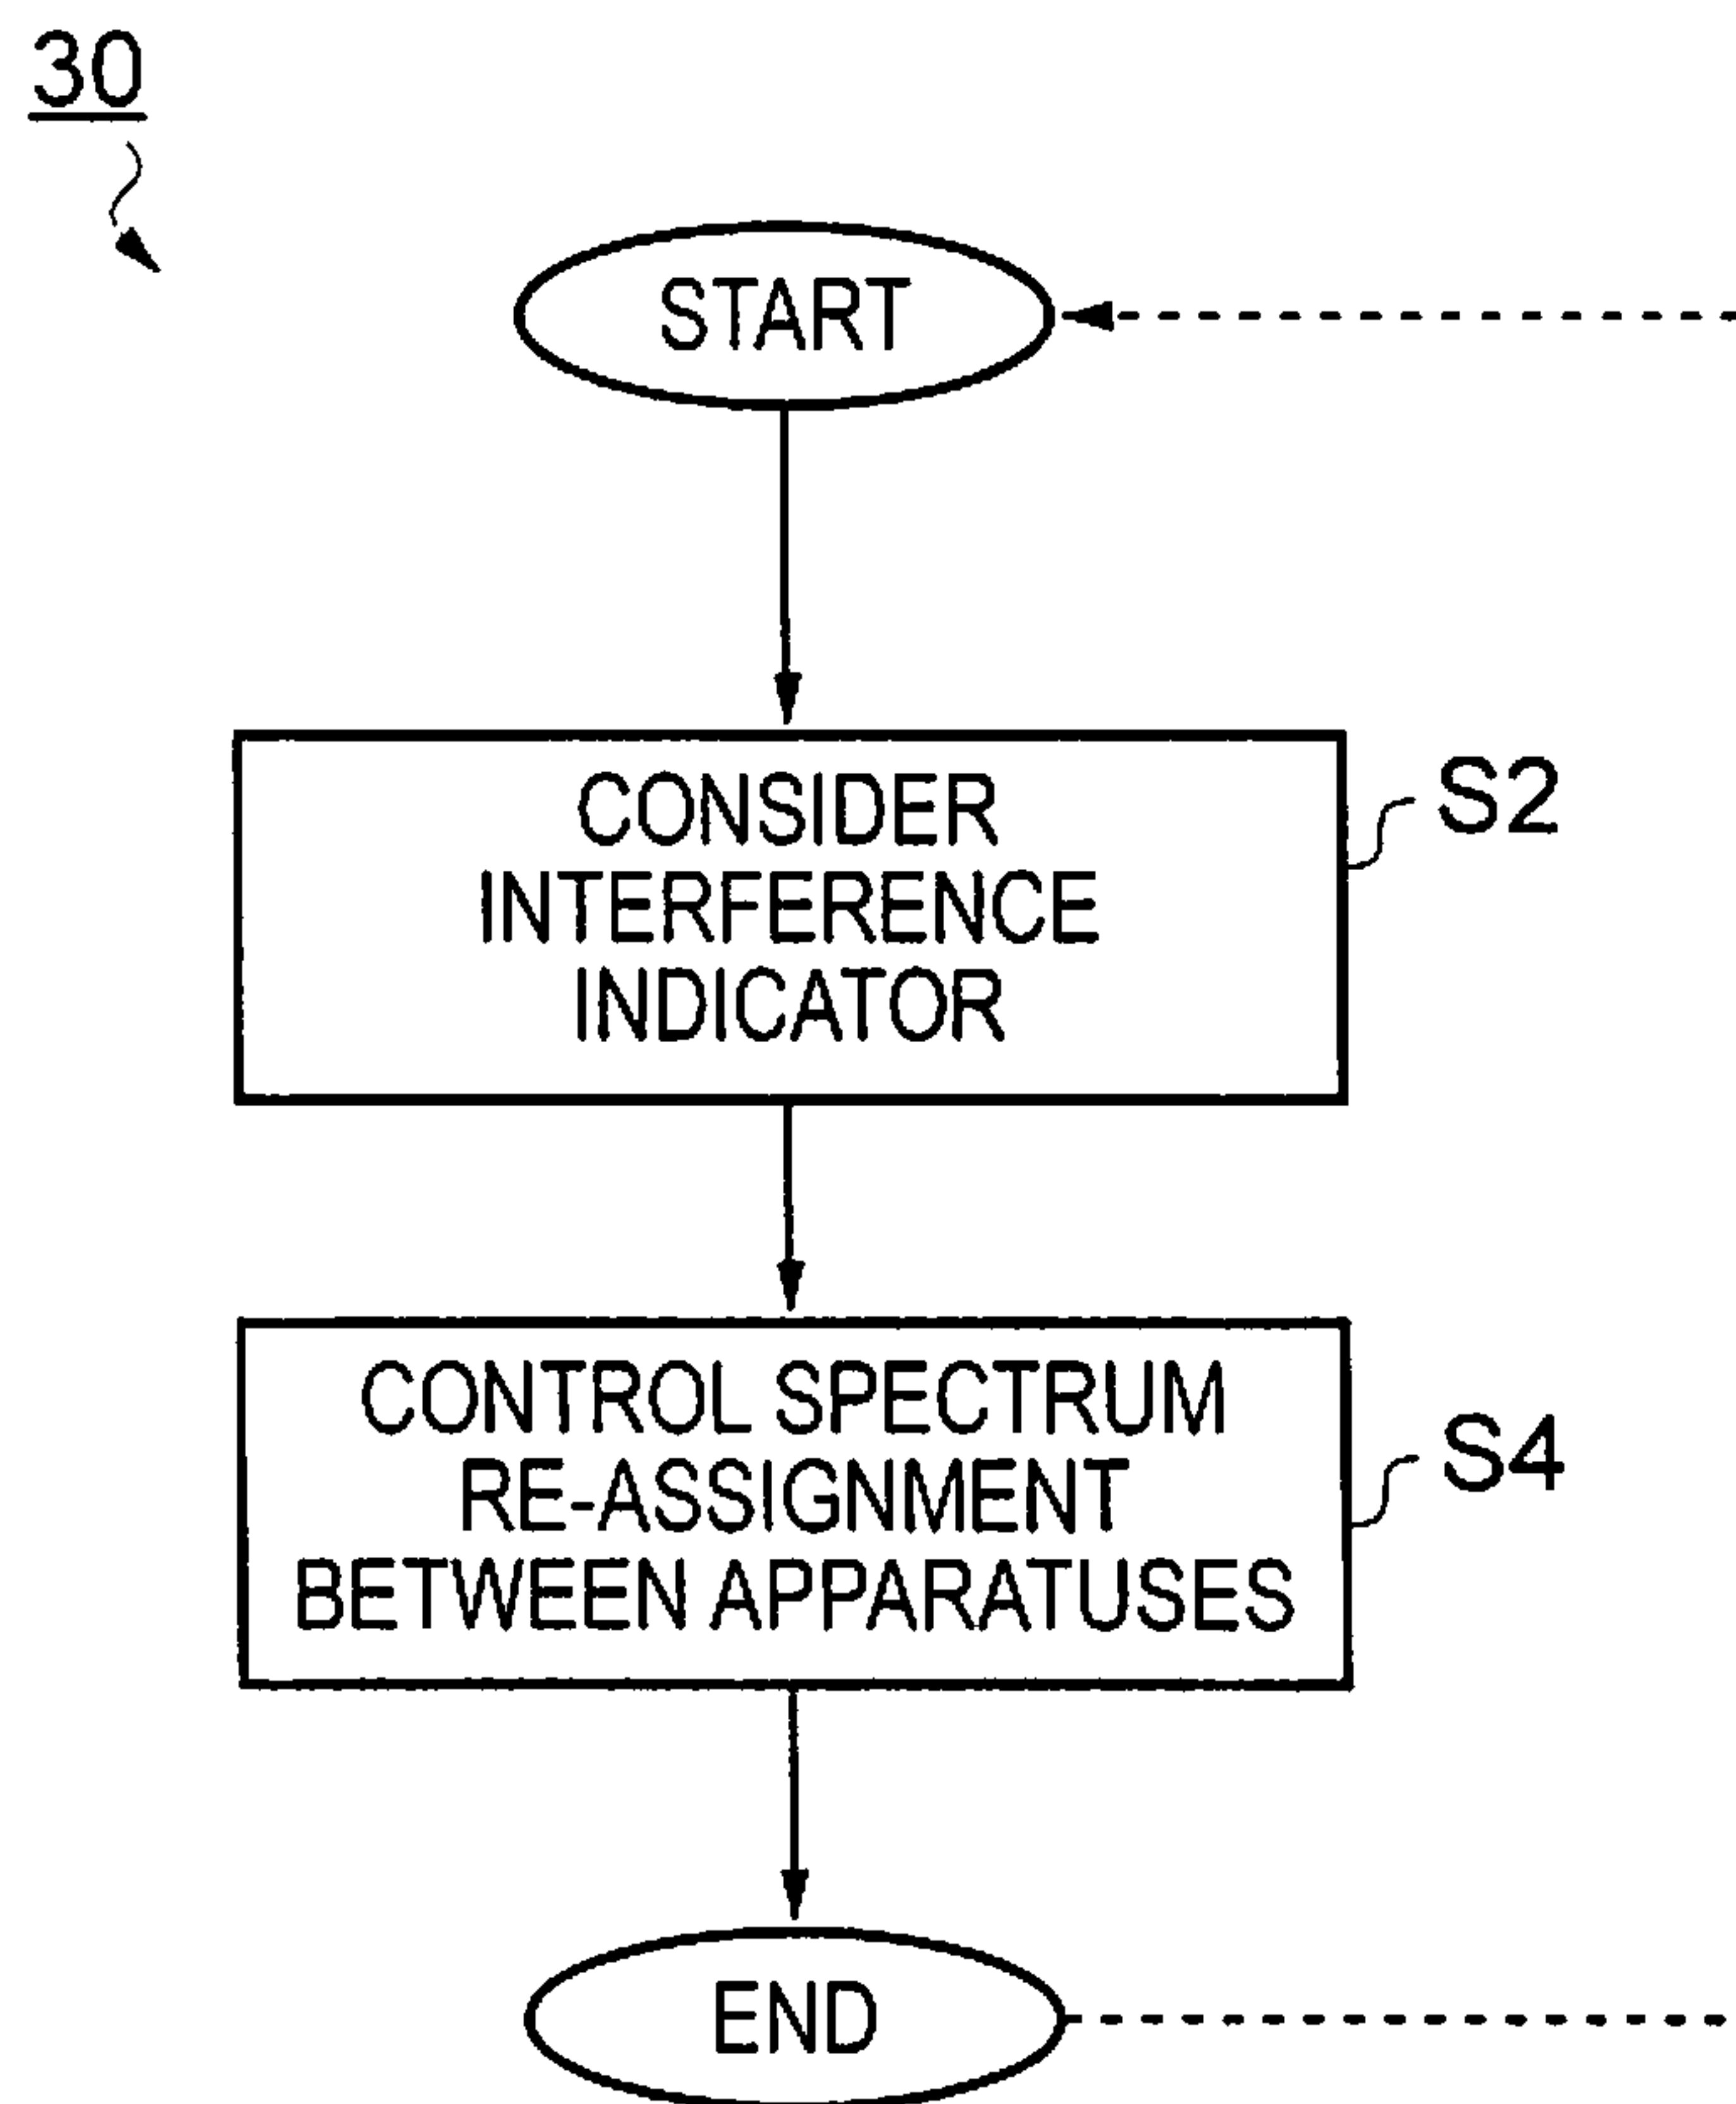 30
START
CONSIDER
INTERFERENCE
INDICATOR
S2
CONTROL SPECTRUM
RE-ASSIGNMENT
BETWEEN APPARATUSES
S4
END